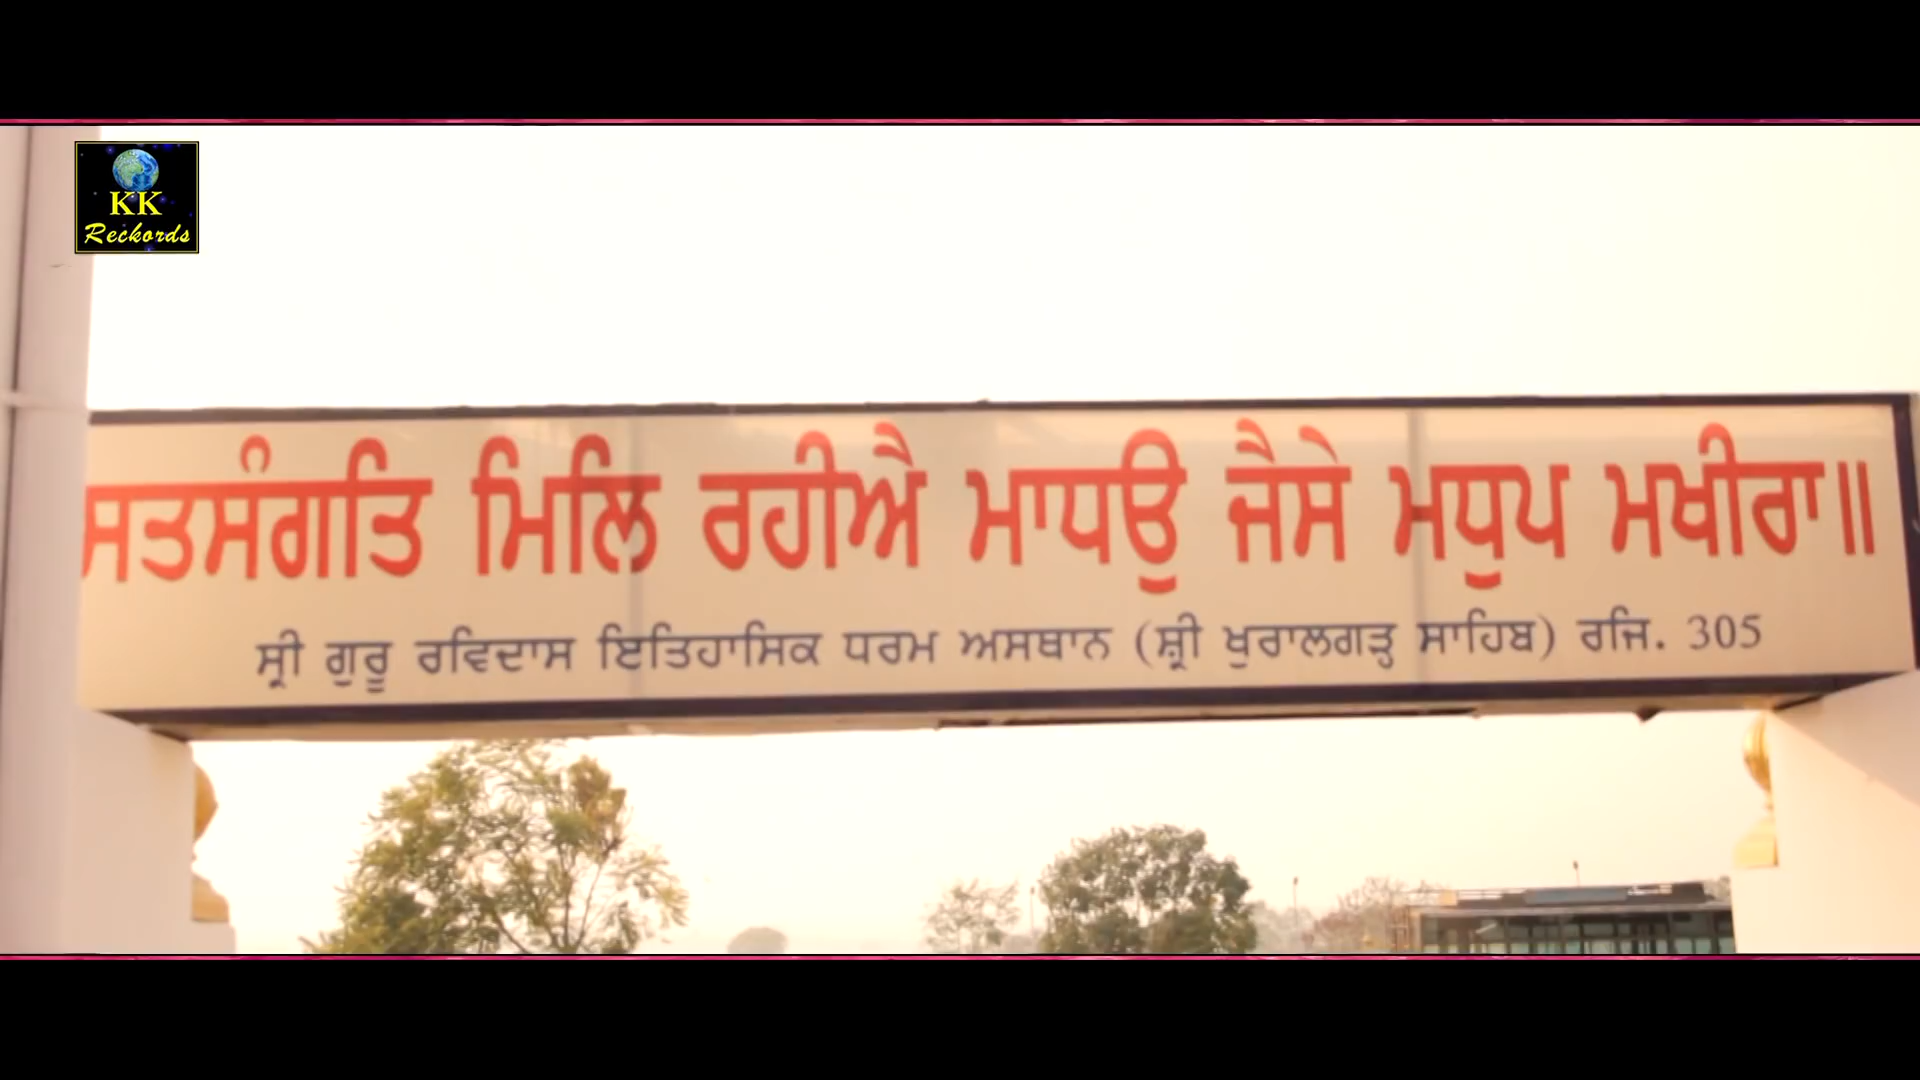 KK
Reckords
ਸਤਸੰਗਤਿ ਮਿਲਿ ਰਹੀਐ ਮਾਧਉ ਜੈਸੇ ਮਧੁਪ ਮਖੀਰਾ॥
ਸ੍ਰੀ ਗੁਰੂ ਰਵਿਦਾਸ ਇਤਿਹਾਸਿਕ ਧਰਮ ਅਸਥਾਨ (ਸ਼੍ਰੀ ਖੁਰਾਲਗੜ੍ਹ ਸਾਹਿਬ) ਰਜਿ. 305